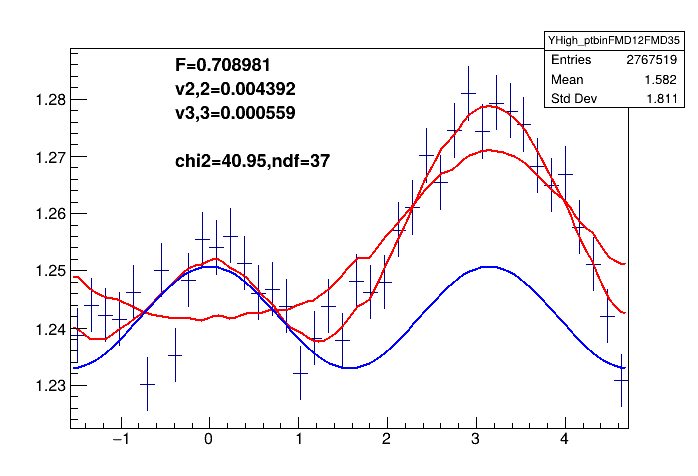 YHigh_ptbinFMD12FMD35
Entries 2767519
Mean 1.582
Std Dev 1.811
F=0.708981
v2,2=0.004392
v3,3=0.000559
chi2=40.95,ndf=37
1.28
1.27
1.26
1.25
1.24
1.23
−1 0 1 2 3 4